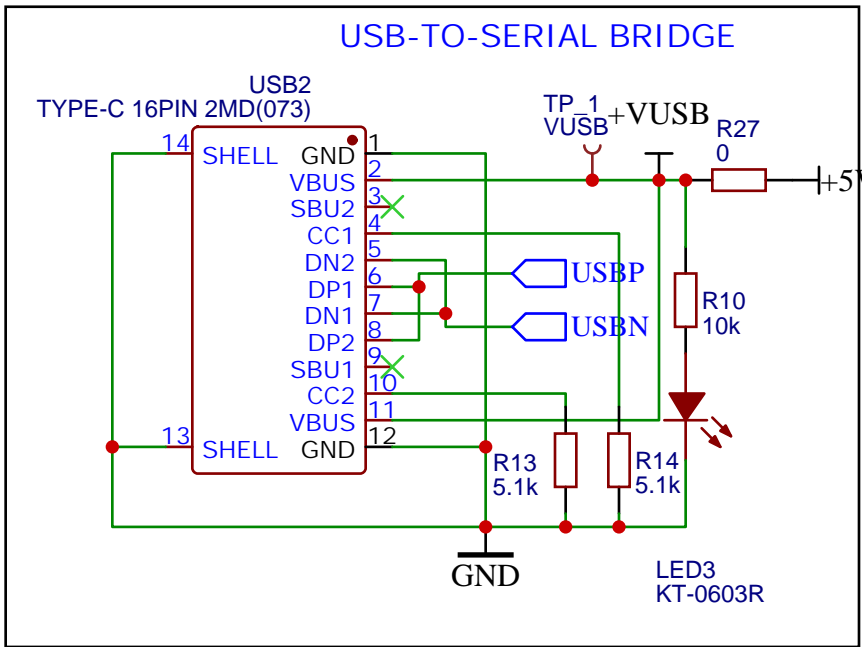 USB-TO-SERIAL BRIDGE
USB2
TYPE-C 16PIN 2MD(073)
TP_1
VUSB
+VUSB
R27
0
+5V
14
SHELL
GND
1
VBUS
2
SBU2
3
CC1
4
DN2
5
DP1
6
DN1
7
DP2
8
SBU1
9
CC2
10
VBUS
11
13
SHELL
GND
12
USBP
USBN
R10
10k
R13
5.1k
R14
5.1k
GND
LED3
KT-0603R